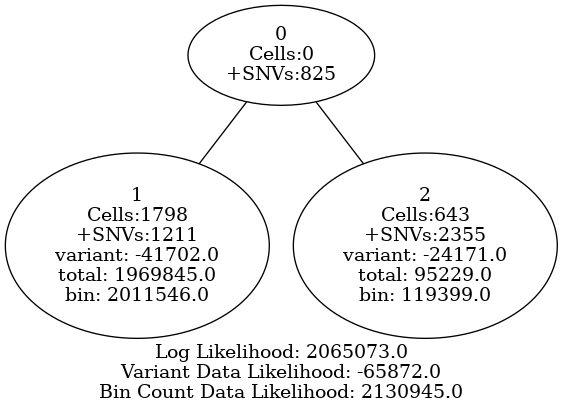 0
Cells:0
+SNVs:825
1
Cells:1798
+SNVs:1211
variant: -41702.0
total: 1969845.0
bin: 2011546.0
2
Cells:643
+SNVs:2355
variant: -24171.0
total: 95229.0
bin: 119399.0
Log Likelihood: 2065073.0
Variant Data Likelihood: -65872.0
Bin Count Data Likelihood: 2130945.0